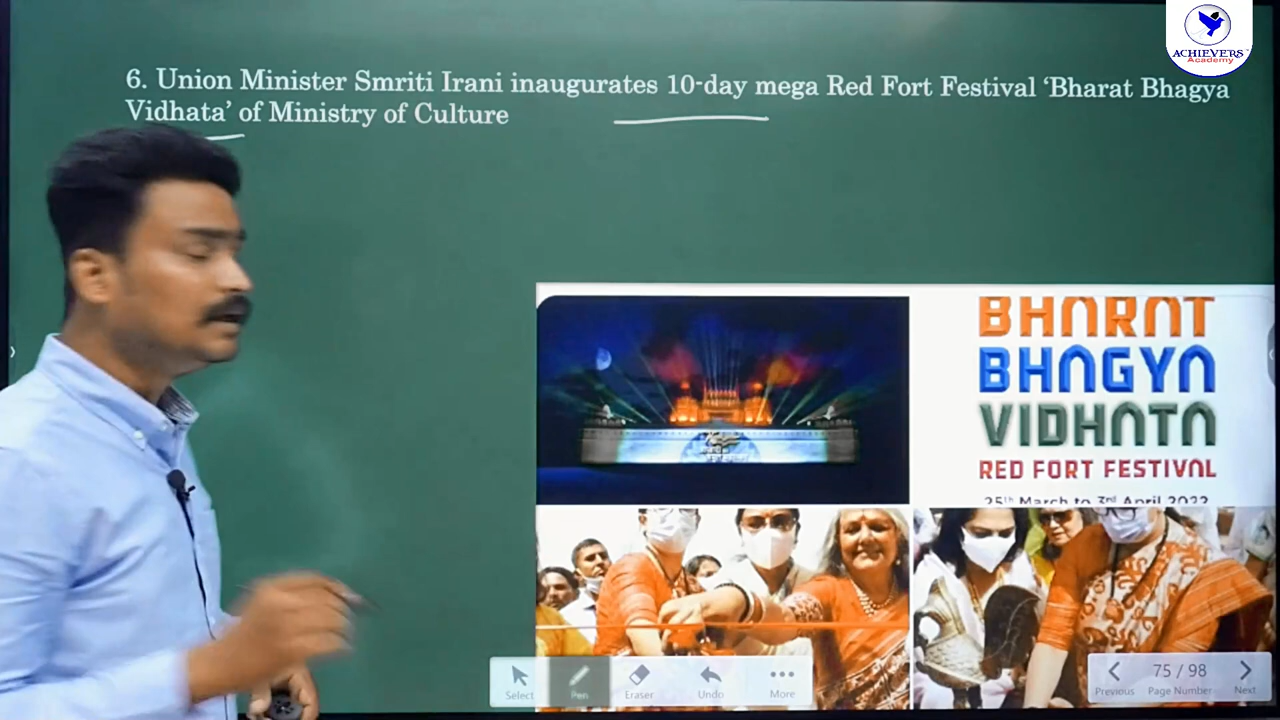 ACHIEVERS
Academy
6. Union Minister Smriti Irani inaugurates 10-day mega Red Fort Festival ‘Bharat Bhagya
Vidhata’ of Ministry of Culture
BHARAT
BHAGYA
VIDHATA
RED FORT FESTIVAL
25th March to 3rd April 2022
Select
Pen
Eraser
Undo
More
75 / 98
Previous
Page Number
Next